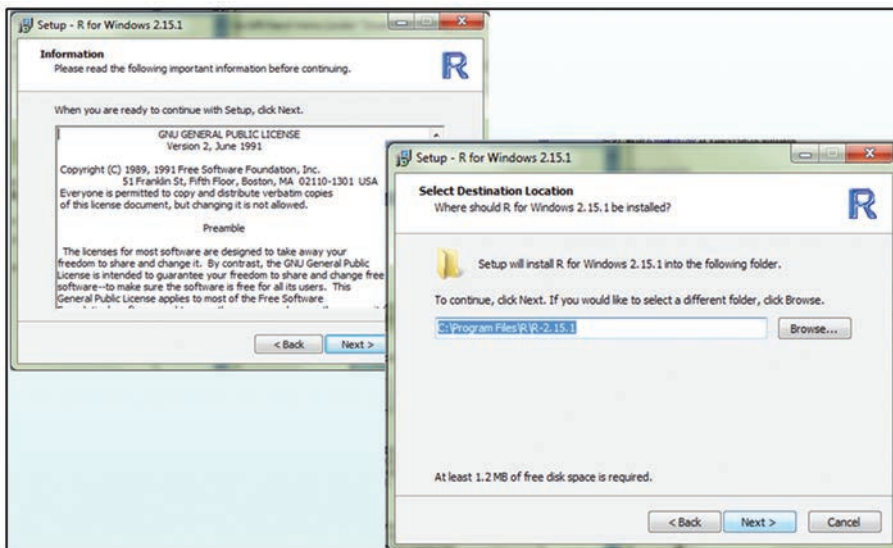 Setup - R for Windows 2.15.1
Information
Please read the following important information before continuing.
R
When you are ready to continue with Setup, click Next.
GNU GENERAL PUBLIC LICENSE
Version 2, June 1991
Copyright (C) 1989, 1991 Free Software Foundation, Inc.
51 Franklin St, Fifth Floor, Boston, MA 02110-1301 USA
Everyone is permitted to copy and distribute verbatim copies
of this license document, but changing it is not allowed.
Preamble
The licenses for most software are designed to take away your
freedom to share and change it. By contrast, the GNU General Public
License is intended to guarantee your freedom to share and change free
software--to make sure the software is free for all its users. This
General Public License applies to most of the Free Software
< Back
Next >
Setup - R for Windows 2.15.1
Select Destination Location
Where should R for Windows 2.15.1 be installed?
R
Setup will install R for Windows 2.15.1 into the following folder.
To continue, click Next. If you would like to select a different folder, click Browse.
C:\Program Files\R\R-2.15.1
Browse...
At least 1.2 MB of free disk space is required.
< Back
Next >
Cancel